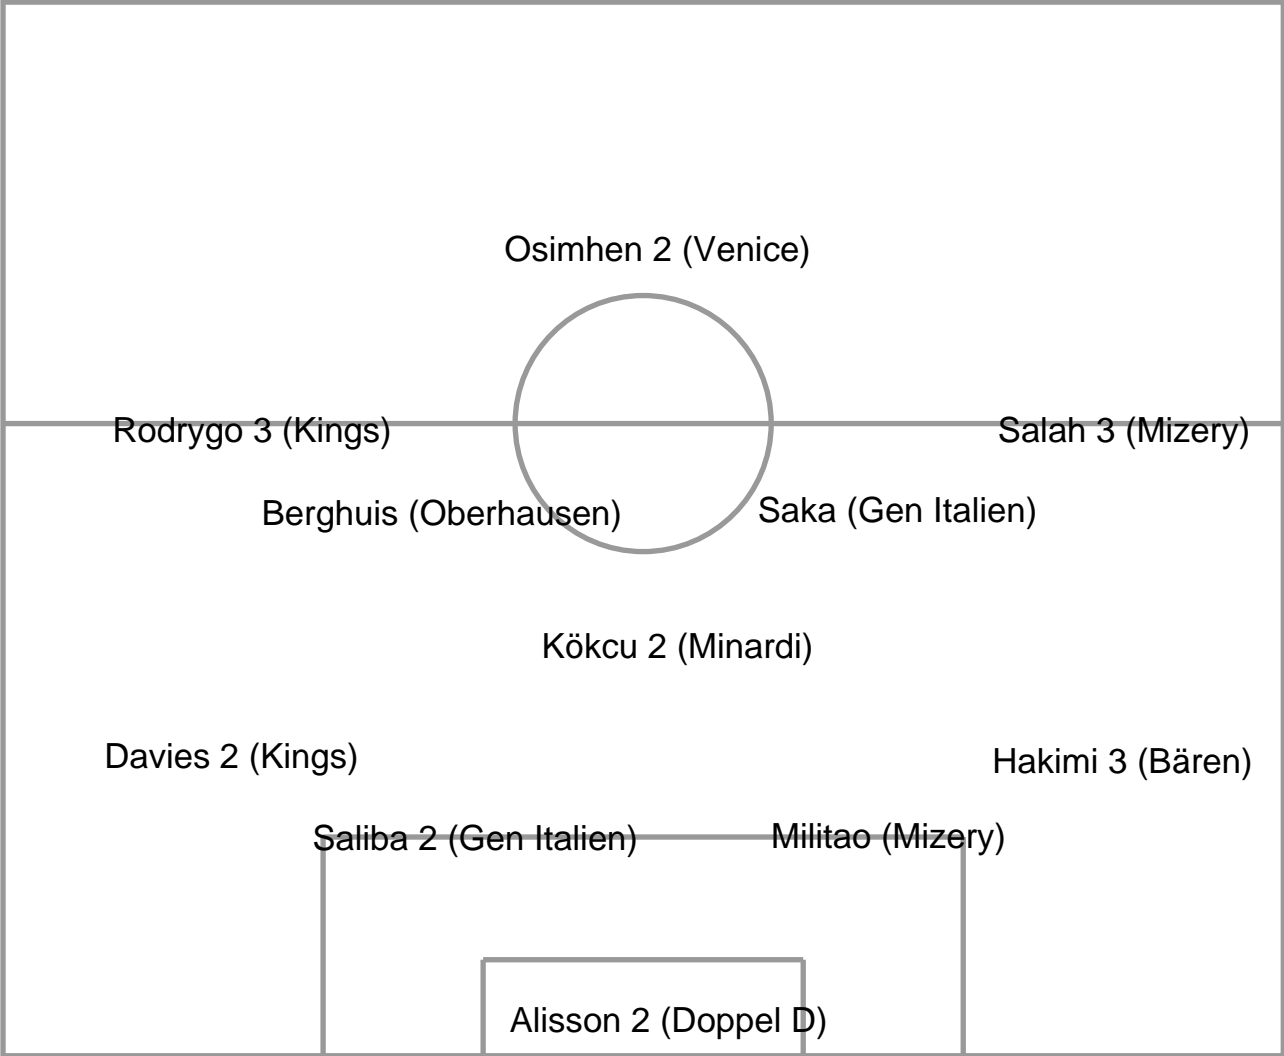 Osimhen 2 (Venice)
Rodrygo 3 (Kings)
Salah 3 (Mizery)
Berghuis (Oberhausen)
Saka (Gen Italien)
Kökcu 2 (Minardi)
Davies 2 (Kings)
Hakimi 3 (Bären)
Saliba 2 (Gen Italien)
Militao (Mizery)
Alisson 2 (Doppel D)